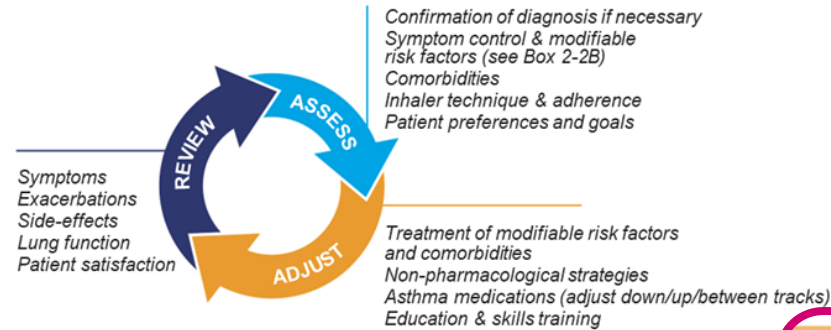 Confirmation of diagnosis if necessary
Symptom control & modifiable
risk factors (see Box 2-2B)
Comorbidities
Inhaler technique & adherence
Patient preferences and goals
ASSESS
REVIEW
Symptoms
Exacerbations
Side-effects
Lung function
Patient satisfaction
ADJUST
Treatment of modifiable risk factors
and comorbidities
Non-pharmacological strategies
Asthma medications (adjust down/up/between tracks)
Education & skills training